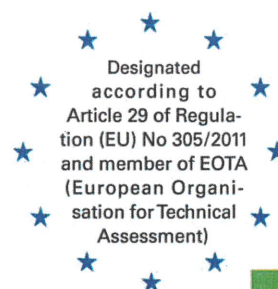 Designated
according to
Article 29 of Regula-
tion (EU) No 305/2011
and member of EOTA
(European Organi-
sation for Technical
Assessment)